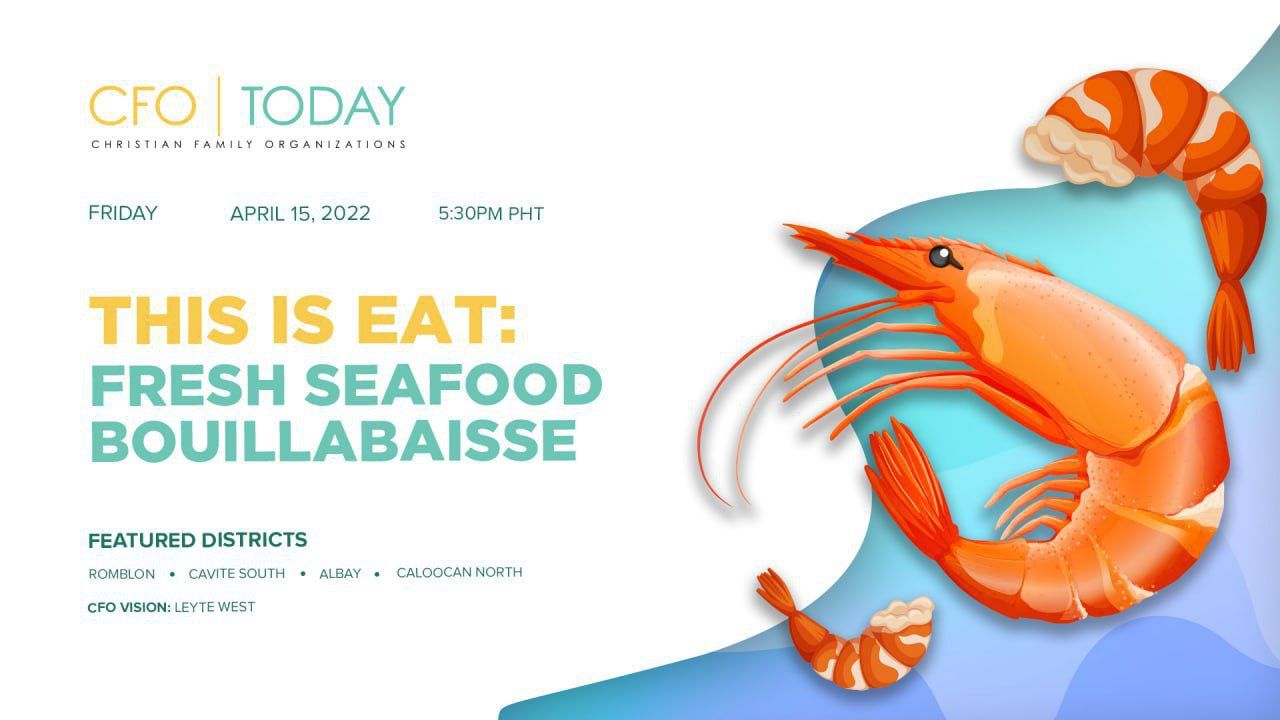 CFO | TODAY
CHRISTIAN FAMILY ORGANIZATIONS
FRIDAY APRIL 15, 2022 5:30PM PHT
THIS IS EAT:
FRESH SEAFOOD
BOUILLABAISSE
FEATURED DISTRICTS
ROMBLON • CAVITE SOUTH • ALBAY • CALOOCAN NORTH
CFO VISION: LEYTE WEST